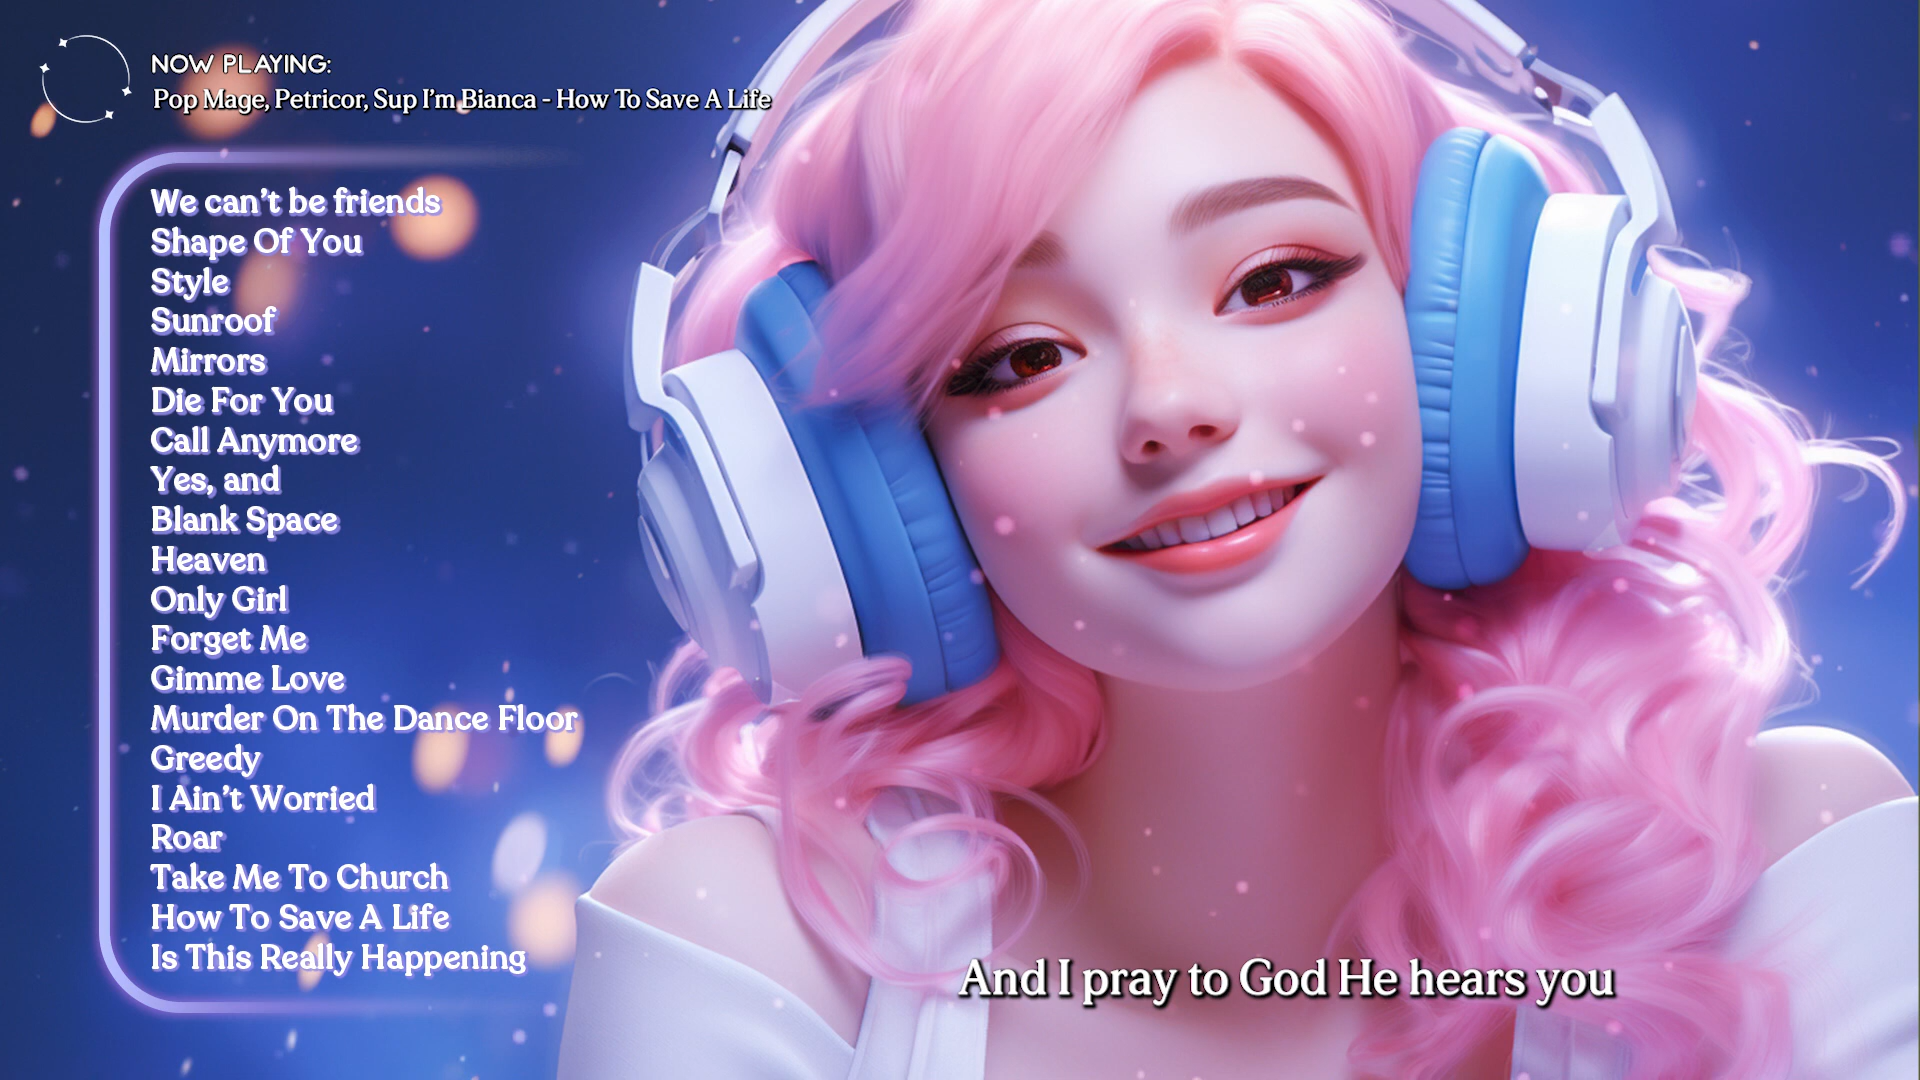 NOW PLAYING:
Pop Mage, Petricor, Sup I'm Bianca - How To Save A Life
We can't be friends
Shape Of You
Style
Sunroof
Mirrors
Die For You
Call Anymore
Yes, and
Blank Space
Heaven
Only Girl
Forget Me
Gimme Love
Murder On The Dance Floor
Greedy
I Ain't Worried
Roar
Take Me To Church
How To Save A Life
Is This Really Happening
And I pray to God He hears you